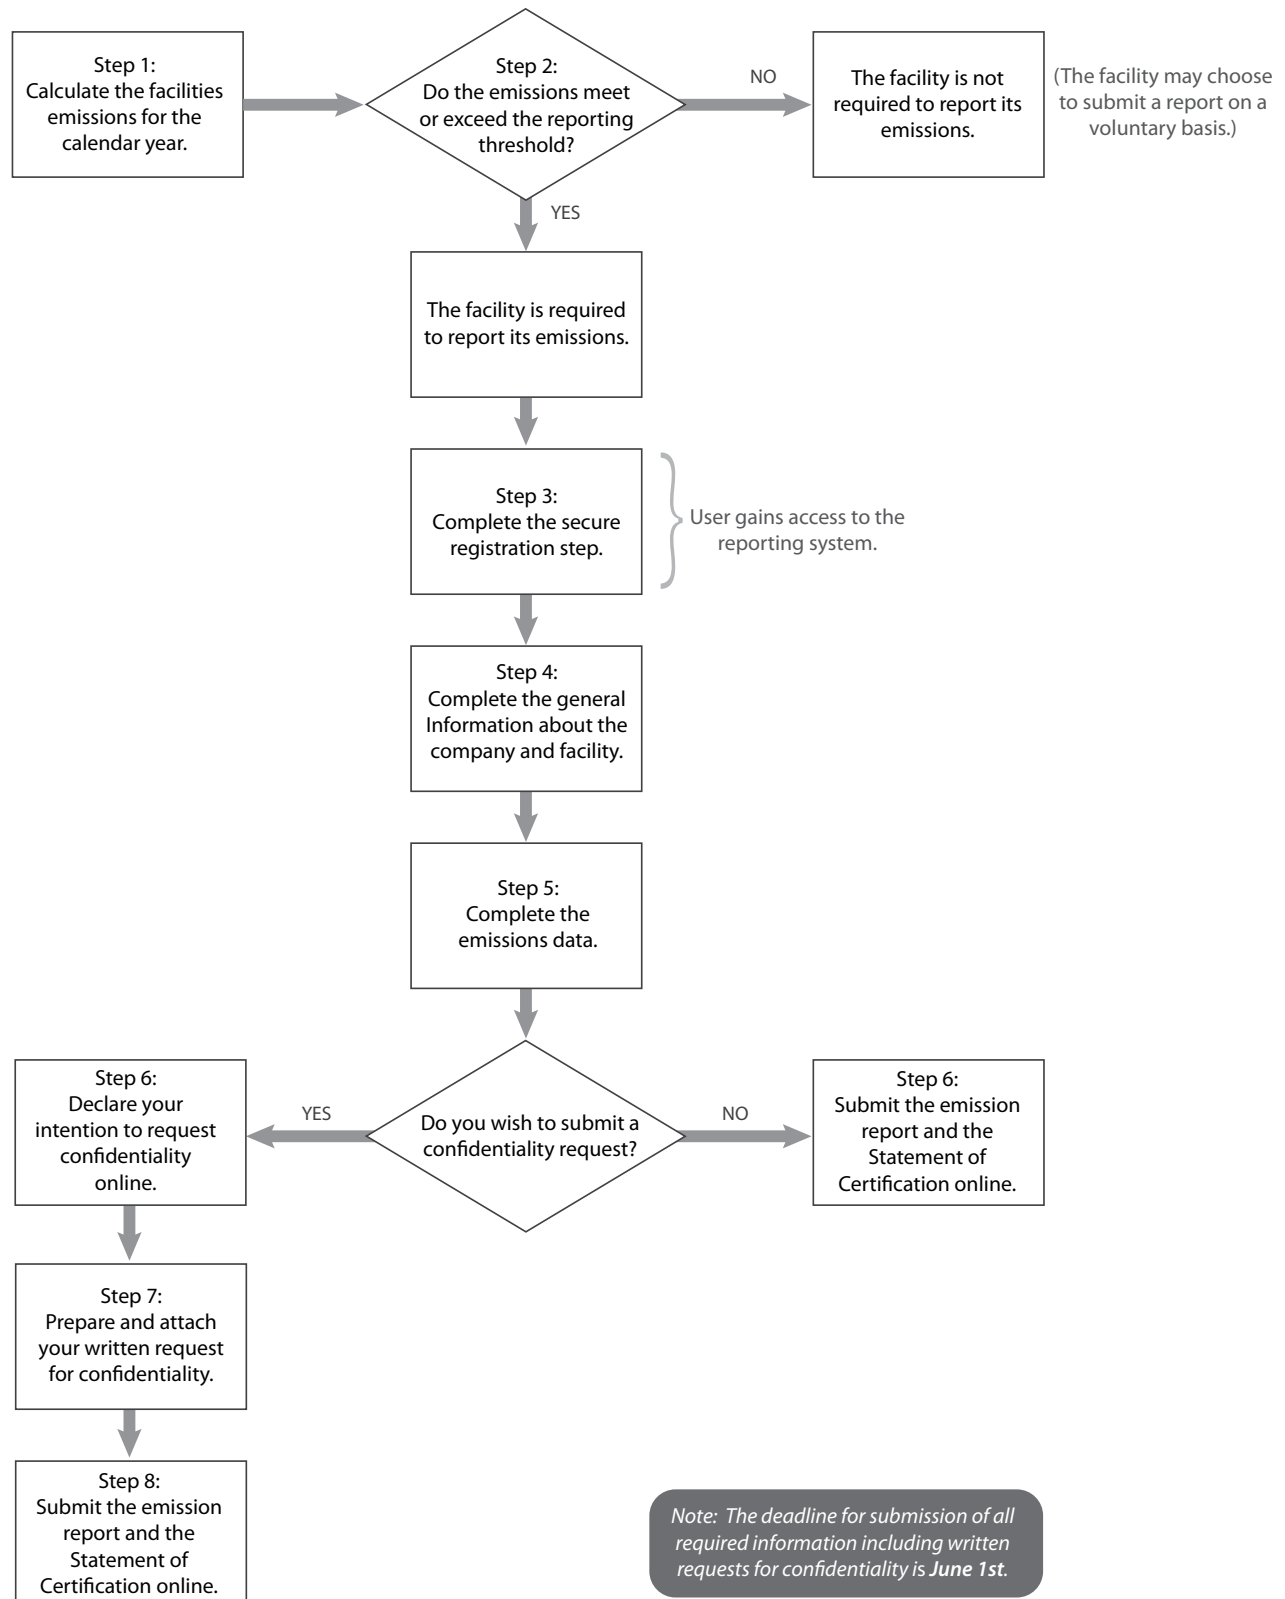 Step 1:
Calculate the facilities
emissions for the
calendar year.
Step 2:
Do the emissions meet
or exceed the reporting
threshold?
NO
The facility is not
required to report its
emissions.
(The facility may choose
to submit a report on a
voluntary basis.)
YES
The facility is required
to report its emissions.
Step 3:
Complete the secure
registration step.
User gains access to the
reporting system.
Step 4:
Complete the general
Information about the
company and facility.
Step 5:
Complete the
emissions data.
Do you wish to submit a
confidentiality request?
YES
Step 6:
Declare your
intention to request
confidentiality
online.
NO
Step 6:
Submit the emission
report and the
Statement of
Certification online.
Step 7:
Prepare and attach
your written request
for confidentiality.
Step 8:
Submit the emission
report and the
Statement of
Certification online.
Note: The deadline for submission of all
required information including written
requests for confidentiality is June 1st.